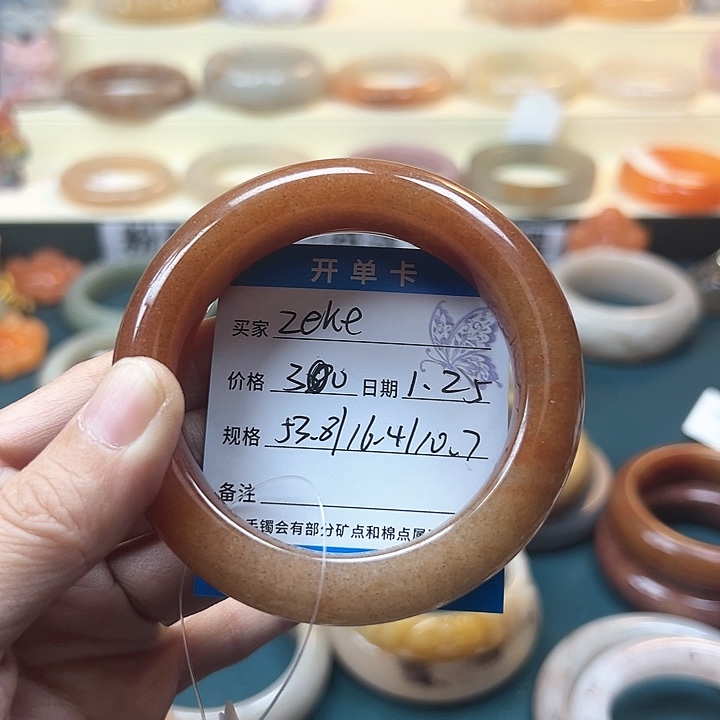 开单卡
买家 zoke
价格 300 日期 1.25
规格 53.8/16.4/10.7
备注
手镯会有部分矿点和棉点属